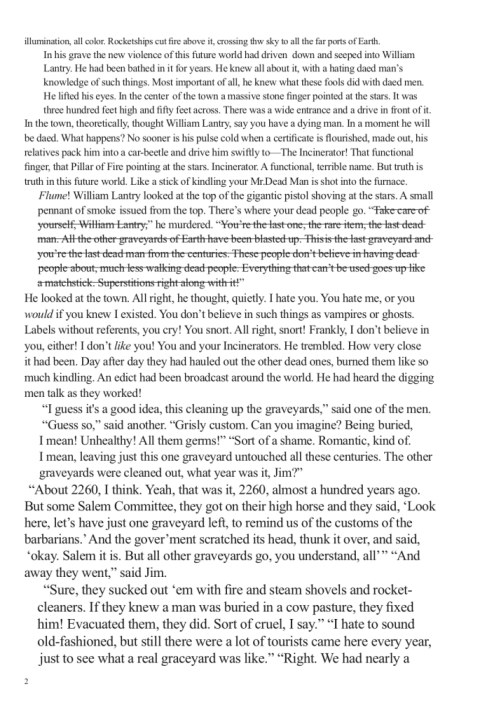 illumination, all color. Rocketships cut fire above it, crossing thw sky to all the far ports of Earth.
In his grave the new violence of this future world had driven down and seeped into William
Lantry. He had been bathed in it for years. He knew all about it, with a hating daed man's
knowledge of such things. Most important of all, he knew what these fools did with daed men.
He lifted his eyes. In the center of the town a massive stone finger pointed at the stars. It was
three hundred feet high and fifty feet across. There was a wide entrance and a drive in front of it.
In the town, theoretically, thought William Lantry, say you have a dying man. In a moment he will
be daed. What happens? No sooner is his pulse cold when a certificate is flourished, made out, his
relatives pack him into a car-beetle and drive him swiftly to—The Incinerator! That functional
finger, that Pillar of Fire pointing at the stars. Incinerator. A functional, terrible name. But truth is
truth in this future world. Like a stick of kindling your Mr.Dead Man is shot into the furnace.
Flume! William Lantry looked at the top of the gigantic pistol shoving at the stars. A small
pennant of smoke issued from the top. There's where your dead people go. “Take care of
yourself, William Lantry,” he murdered. “You're the last one, the rare item, the last dead
man. All the other graveyards of Earth have been blasted up. This is the last graveyard and
you're the last dead man from the centuries. These people don't believe in having dead
people about, much less walking dead people. Everything that can't be used goes up like
a matchstick. Superstitions right along with it!”
He looked at the town. All right, he thought, quietly. I hate you. You hate me, or you
would if you knew I existed. You don't believe in such things as vampires or ghosts.
Labels without referents, you cry! You snort. All right, snort! Frankly, I don't believe in
you, either! I don't like you! You and your Incinerators. He trembled. How very close
it had been. Day after day they had hauled out the other dead ones, burned them like so
much kindling. An edict had been broadcast around the world. He had heard the digging
men talk as they worked!
“I guess it's a good idea, this cleaning up the graveyards,” said one of the men.
“Guess so,” said another. “Grisly custom. Can you imagine? Being buried,
I mean! Unhealthy! All them germs!” “Sort of a shame. Romantic, kind of.
I mean, leaving just this one graveyard untouched all these centuries. The other
graveyards were cleaned out, what year was it, Jim?”
“About 2260, I think. Yeah, that was it, 2260, almost a hundred years ago.
But some Salem Committee, they got on their high horse and they said, ‘Look
here, let's have just one graveyard left, to remind us of the customs of the
barbarians.’ And the gover'ment scratched its head, thunk it over, and said,
‘okay. Salem it is. But all other graveyards go, you understand, all’” “And
away they went,” said Jim.
“Sure, they sucked out ‘em with fire and steam shovels and rocket-
cleaners. If they knew a man was buried in a cow pasture, they fixed
him! Evacuated them, they did. Sort of cruel, I say.” “I hate to sound
old-fashioned, but still there were a lot of tourists came here every year,
just to see what a real graceyard was like.” “Right. We had nearly a
2